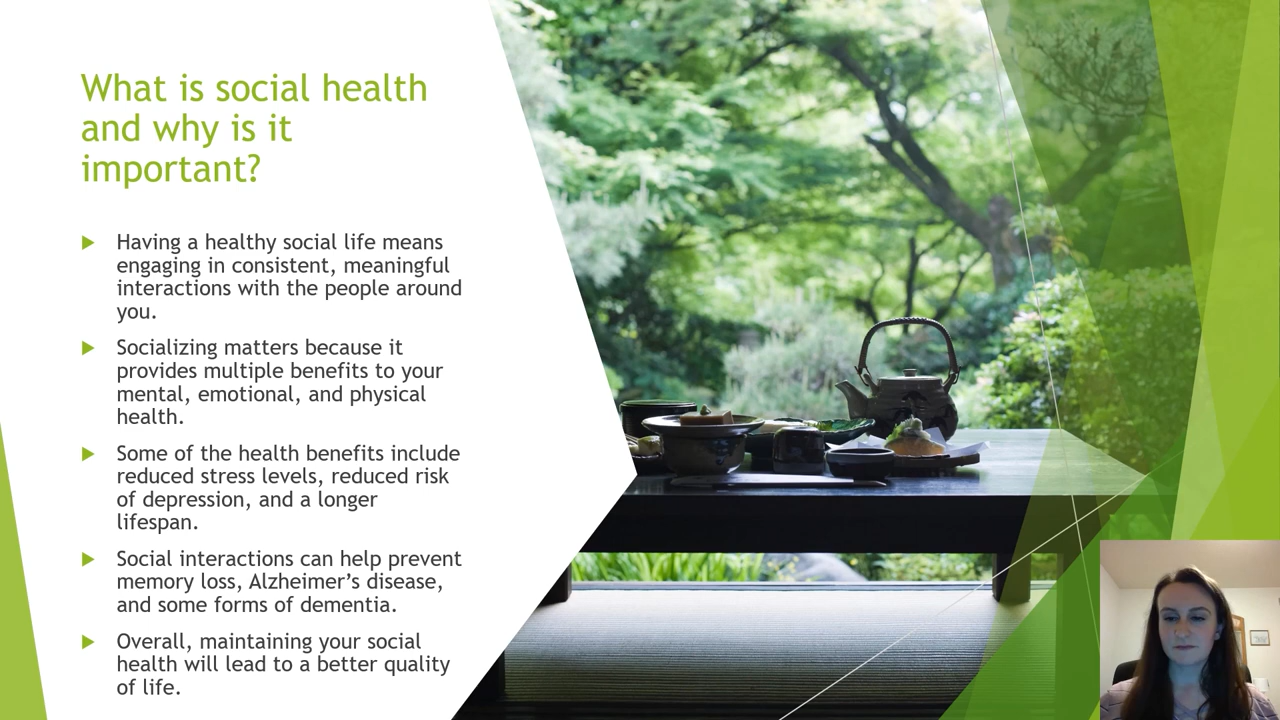 What is social health
and why is it
important?
Having a healthy social life means
engaging in consistent, meaningful
interactions with the people around
you.
Socializing matters because it
provides multiple benefits to your
mental, emotional, and physical
health.
Some of the health benefits include
reduced stress levels, reduced risk
of depression, and a longer
lifespan.
Social interactions can help prevent
memory loss, Alzheimer’s disease,
and some forms of dementia.
Overall, maintaining your social
health will lead to a better quality
of life.